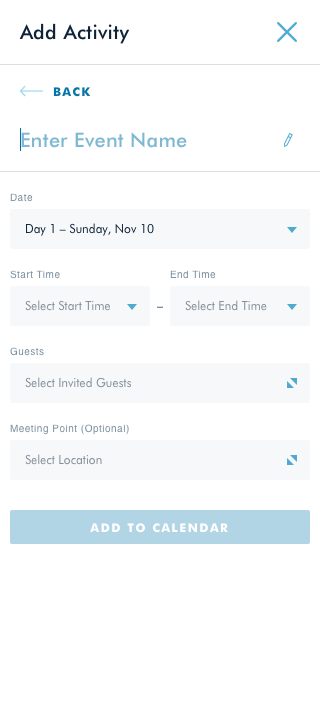 Add Activity
BACK
Enter Event Name
Date
Day 1 – Sunday, Nov 10
Start Time
End Time
Select Start Time – Select End Time
Guests
Select Invited Guests
Meeting Point (Optional)
Select Location
ADD TO CALENDAR